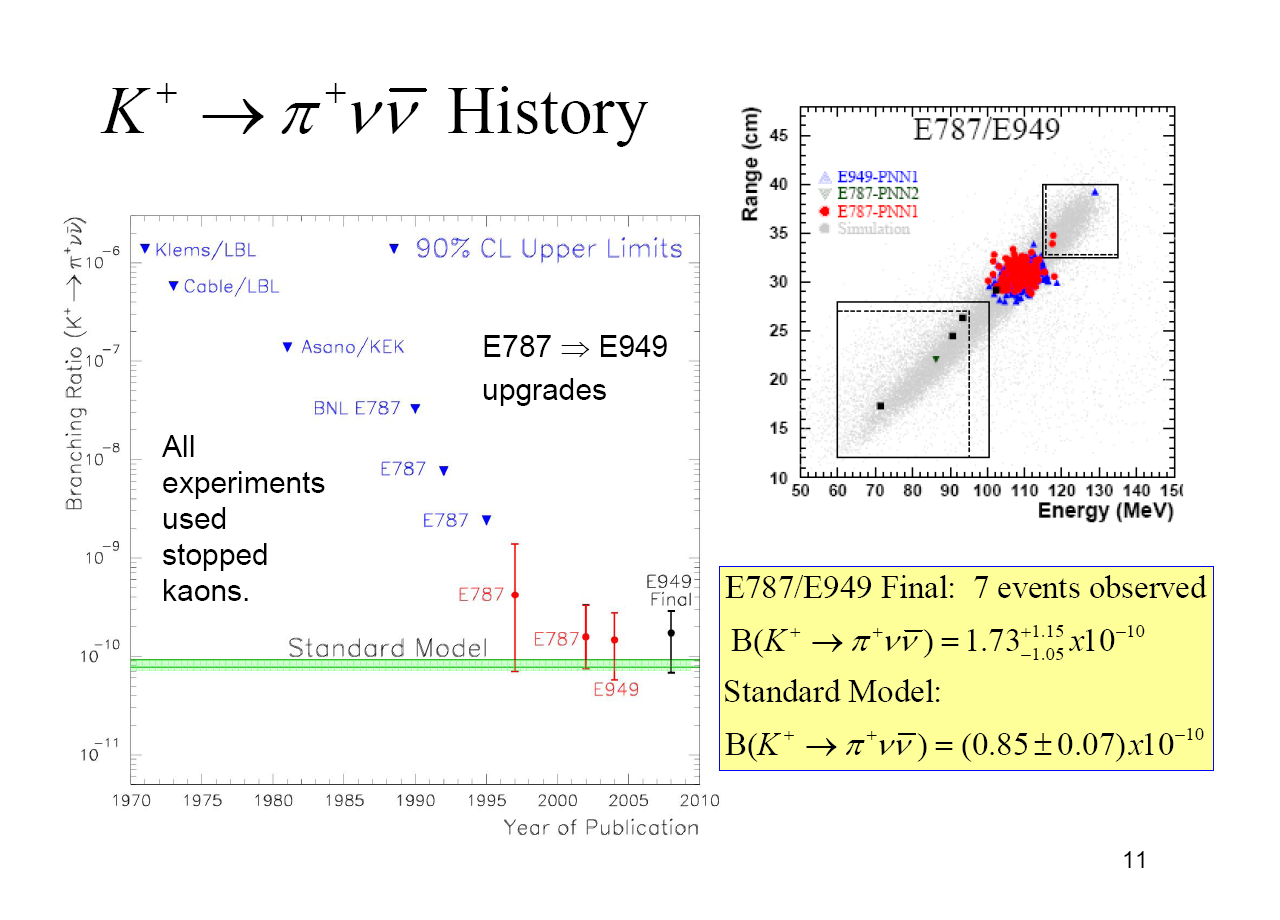 K⁺ → π⁺νν̅ History
Branching Ratio (K⁺ → π⁺νν̅)
10⁻⁶
10⁻⁷
10⁻⁸
10⁻⁹
10⁻¹⁰
10⁻¹¹
Klems/LBL
90% CL Upper Limits
Cable/LBL
Asano/KEK
E787 ⇒ E949
upgrades
BNL E787
All
experiments
used
stopped
kaons.
E787
E787
E787
E949
Final
E787
Standard Model
E949
1970 1975 1980 1985 1990 1995 2000 2005 2010
Year of Publication
Range (cm)
45
40
35
30
25
20
15
10
E787/E949
E949-PNN1
E787-PNN2
E787-PNN1
Simulation
50 60 70 80 90 100 110 120 130 140 150
Energy (MeV)
E787/E949 Final: 7 events observed
B(K⁺ → π⁺νν̅) = 1.73 +1.15 −1.05 x10⁻¹⁰
Standard Model:
B(K⁺ → π⁺νν̅) = (0.85 ± 0.07)x10⁻¹⁰
11